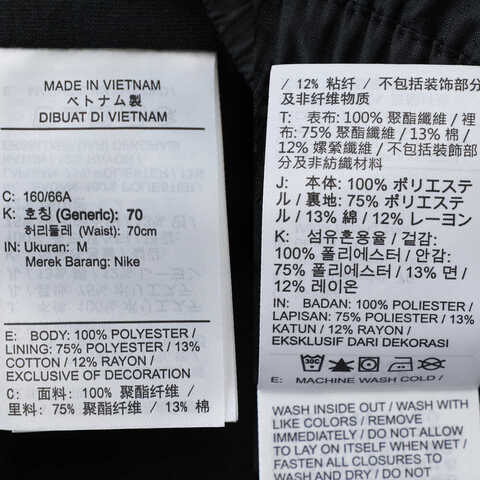 MADE IN VIETNAM
ベトナム製
DIBUAT DI VIETNAM
C: 160/66A
K: 호칭 (Generic): 70
허리둘레 (Waist): 70cm
IN: Ukuran: M
Merek Barang: Nike
E: BODY: 100% POLYESTER /
LINING: 75% POLYESTER / 13%
COTTON / 12% RAYON /
EXCLUSIVE OF DECORATION
C: 面料: 100% 聚酯纤维 /
里料: 75% 聚酯纤维 / 13% 棉
/ 12% 粘纤 / 不包括装饰部分
及非纤维物质
T: 表布: 100% 聚酯纖維 / 裡
布: 75% 聚酯纖維 / 13% 棉 /
12% 嫘縈纖維 / 不包括裝飾部
分及非紡織材料
J: 本体: 100% ポリエステ
ル / 裏地: 75% ポリエステ
ル / 13% 綿 / 12% レーヨン
K: 섬유혼용율 / 겉감:
100% 폴리에스터 / 안감:
75% 폴리에스터 / 13% 면 /
12% 레이온
IN: BADAN: 100% POLIESTER /
LAPISAN: 75% POLIESTER / 13%
KATUN / 12% RAYON /
EKSKLUSIF DARI DEKORASI
30C
E: MACHINE WASH COLD /
WASH INSIDE OUT / WASH WITH
LIKE COLORS / REMOVE
IMMEDIATELY / DO NOT ALLOW
TO LAY ON ITSELF WHEN WET /
FASTEN ALL CLOSURES TO
WASH AND DRY / DO NOT